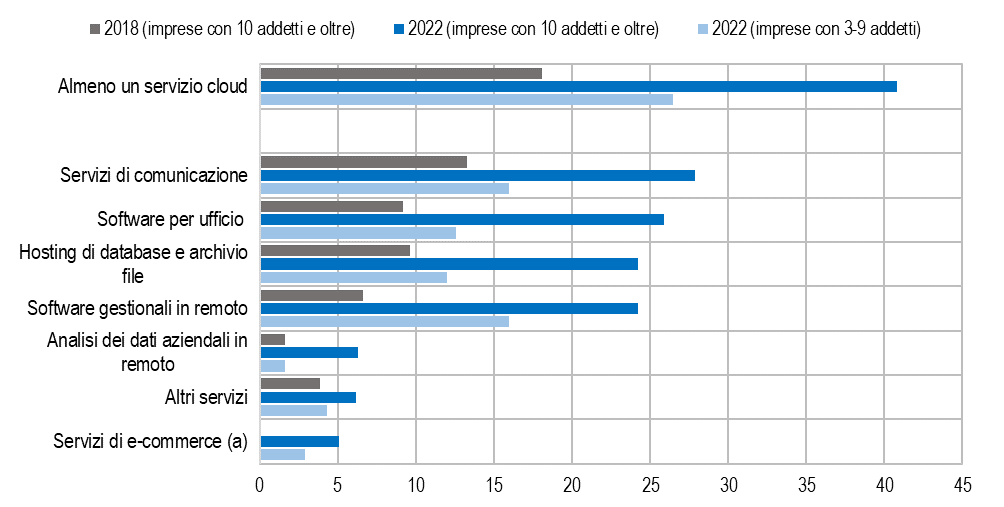 2018 (imprese con 10 addetti e oltre) 2022 (imprese con 10 addetti e oltre) 2022 (imprese con 3-9 addetti)
Almeno un servizio cloud
Servizi di comunicazione
Software per ufficio
Hosting di database e archivio
file
Software gestionali in remoto
Analisi dei dati aziendali in
remoto
Altri servizi
Servizi di e-commerce (a)
0 5 10 15 20 25 30 35 40 45